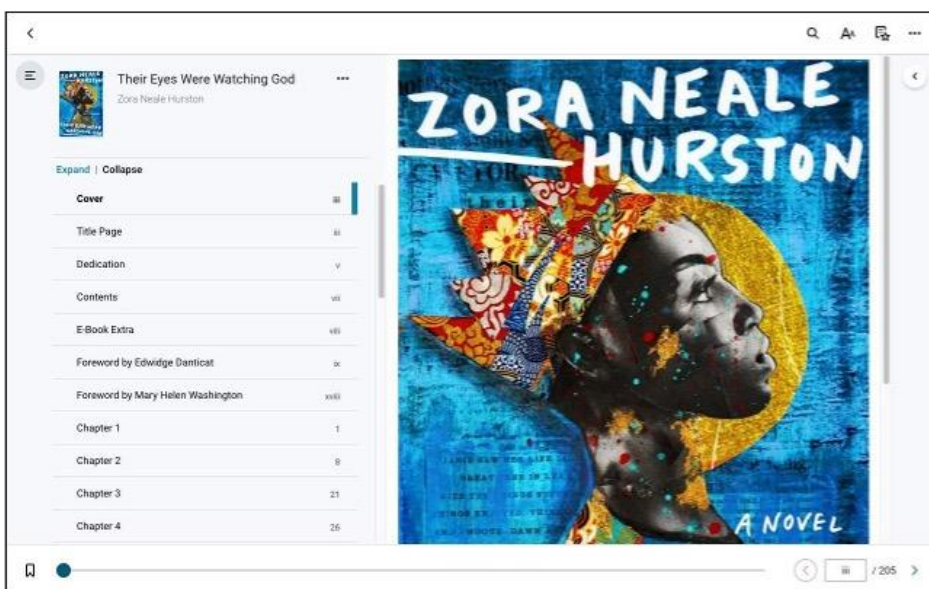 Their Eyes Were Watching God
Zora Neale Hurston
Expand | Collapse
Cover iii
Title Page iii
Dedication v
Contents vii
E-Book Extra viii
Foreword by Edwidge Danticat ix
Foreword by Mary Helen Washington xxiii
Chapter 1 1
Chapter 2 8
Chapter 3 21
Chapter 4 26
ZORA NEALE
HURSTON
A NOVEL
iii / 205